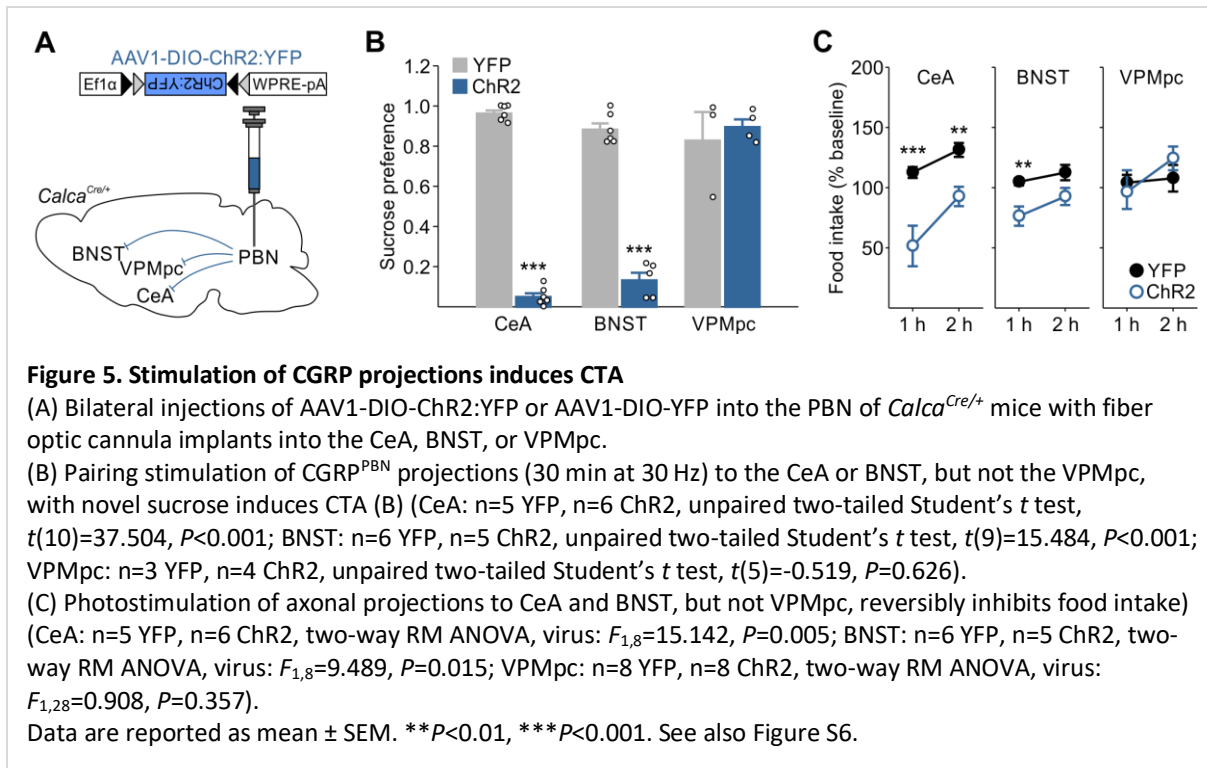 A
AAV1-DIO-ChR2:YFP
Ef1α
ChR2:YFP
WPRE-pA
Calca^Cre/+
BNST
VPMpc
CeA
PBN
B
YFP
ChR2
Sucrose preference
1.2
1.0
0.8
0.6
0.4
0.2
***
***
CeA BNST VPMpc
C
CeA BNST VPMpc
Food intake (% baseline)
200
150
100
50
*** **
**
YFP
ChR2
1 h 2 h 1 h 2 h 1 h 2 h
Figure 5. Stimulation of CGRP projections induces CTA
(A) Bilateral injections of AAV1-DIO-ChR2:YFP or AAV1-DIO-YFP into the PBN of Calca^Cre/+ mice with fiber
optic cannula implants into the CeA, BNST, or VPMpc.
(B) Pairing stimulation of CGRP^PBN projections (30 min at 30 Hz) to the CeA or BNST, but not the VPMpc,
with novel sucrose induces CTA (B) (CeA: n=5 YFP, n=6 ChR2, unpaired two-tailed Student’s t test,
t(10)=37.504, P<0.001; BNST: n=6 YFP, n=5 ChR2, unpaired two-tailed Student’s t test, t(9)=15.484, P<0.001;
VPMpc: n=3 YFP, n=4 ChR2, unpaired two-tailed Student’s t test, t(5)=-0.519, P=0.626).
(C) Photostimulation of axonal projections to CeA and BNST, but not VPMpc, reversibly inhibits food intake)
(CeA: n=5 YFP, n=6 ChR2, two-way RM ANOVA, virus: F1,8=15.142, P=0.005; BNST: n=6 YFP, n=5 ChR2, two-
way RM ANOVA, virus: F1,8=9.489, P=0.015; VPMpc: n=8 YFP, n=8 ChR2, two-way RM ANOVA, virus:
F1,28=0.908, P=0.357).
Data are reported as mean ± SEM. **P<0.01, ***P<0.001. See also Figure S6.